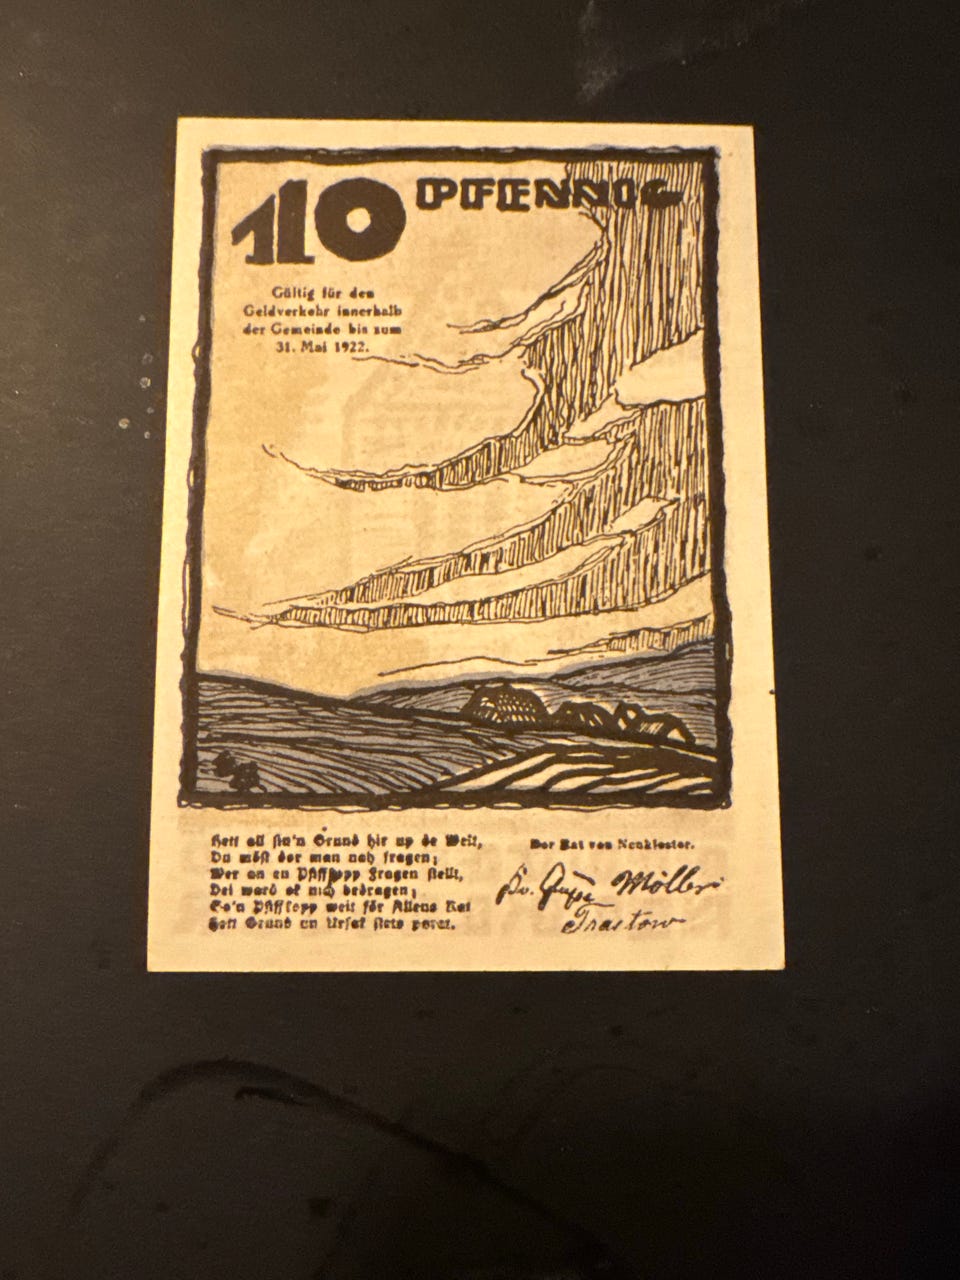 10 PFENNIG
Gültig für den
Geldverkehr innerhalb
der Gemeinde bis zum
31. Mai 1922.
Hett all sin'n Grund hir up de Welt,
Du möst der man nah fragen;
Wer an en Pfiffkopp Fragen stellt,
Dei ward ok nich bedragen;
So'n Pfiffkopp weit för Allens Rat
Hett Grund un Ursak stets parat.
Der Rat von Neukloster.
Möller